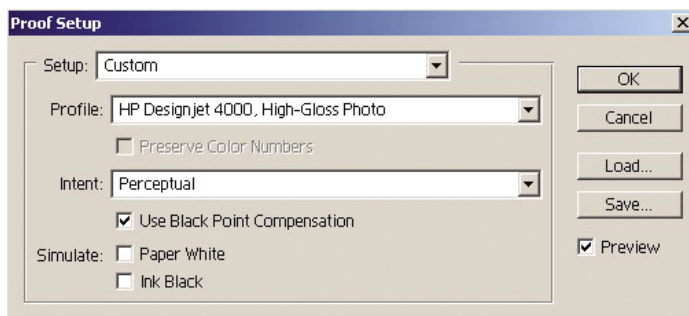 Proof Setup
Setup: Custom
OK
Profile: HP Designjet 4000, High-Gloss Photo
Cancel
Preserve Color Numbers
Load...
Intent: Perceptual
Save...
Use Black Point Compensation
Preview
Simulate: Paper White
Ink Black